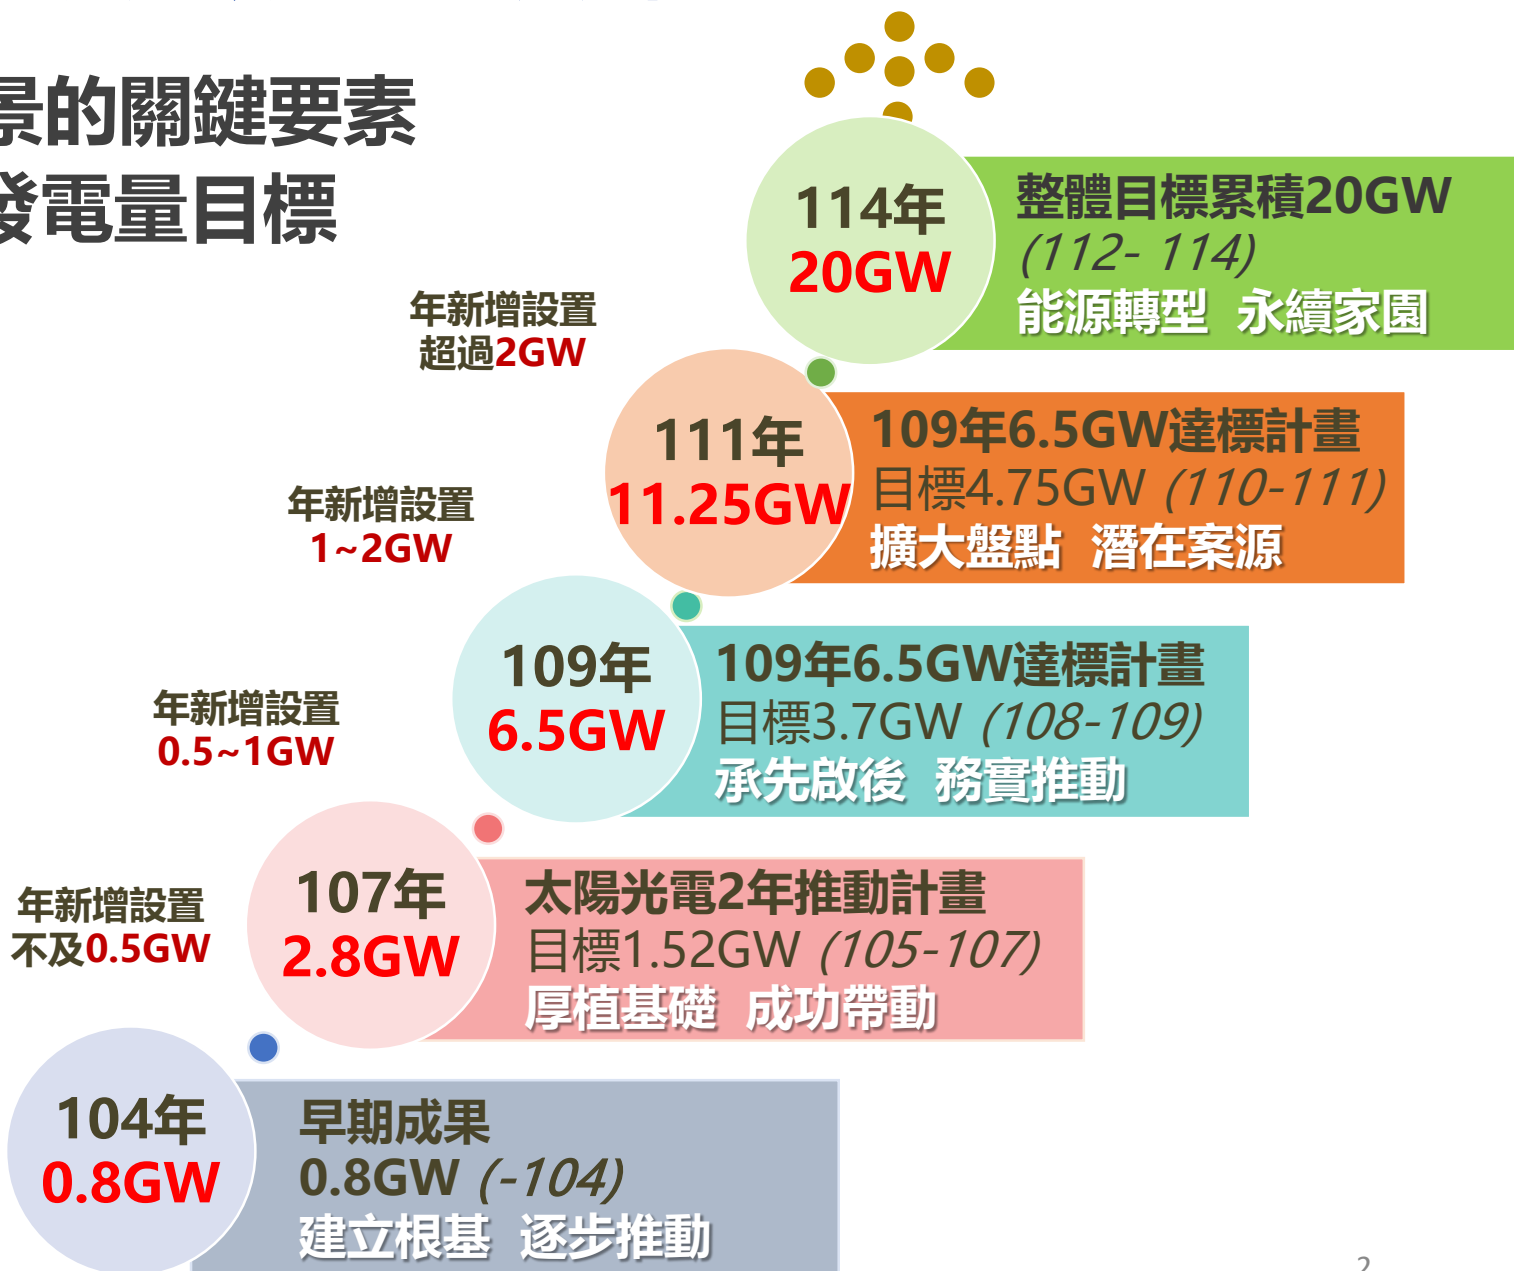 景的關鍵要素
發電量目標
114年
20GW
整體目標累積20GW
(112- 114)
能源轉型 永續家園
年新增設置
超過2GW
111年
11.25GW
109年6.5GW達標計畫
目標4.75GW (110-111)
擴大盤點 潛在案源
年新增設置
1~2GW
109年
6.5GW
109年6.5GW達標計畫
目標3.7GW (108-109)
承先啟後 務實推動
年新增設置
0.5~1GW
107年
2.8GW
太陽光電2年推動計畫
目標1.52GW (105-107)
厚植基礎 成功帶動
年新增設置
不及0.5GW
104年
0.8GW
早期成果
0.8GW (-104)
建立根基 逐步推動
2